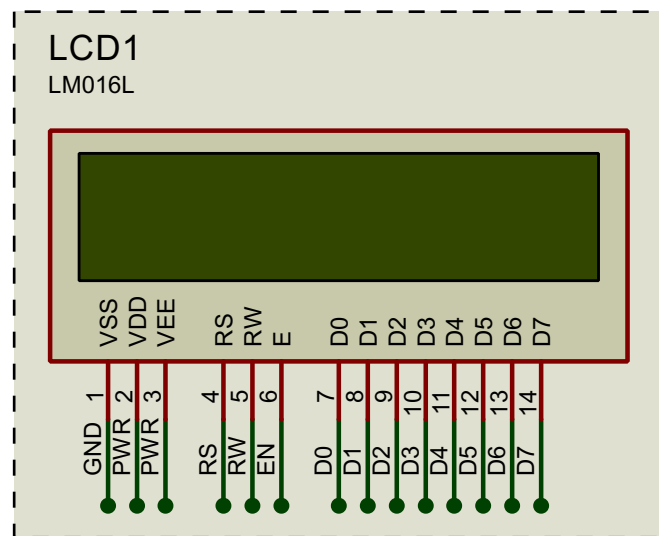 LCD1
LM016L
VSS
VDD
VEE
RS
RW
E
D0
D1
D2
D3
D4
D5
D6
D7
1
2
3
4
5
6
7
8
9
10
11
12
13
14
GND
PWR
PWR
RS
RW
EN
D0
D1
D2
D3
D4
D5
D6
D7